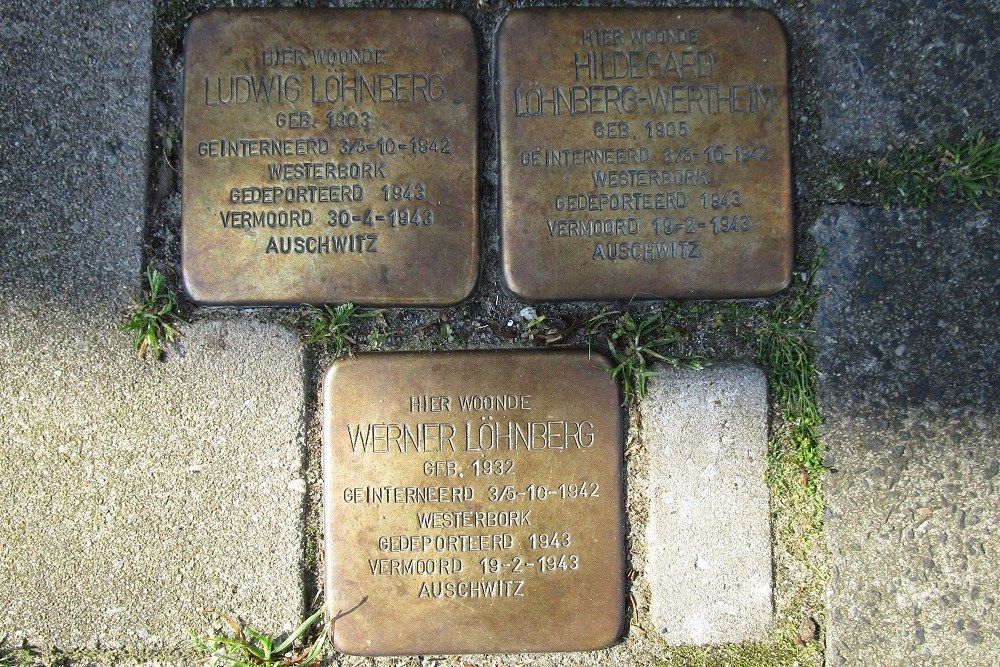 HIER WOONDE
LUDWIG LÖHNBERG
GEB. 1903
GEÏNTERNEERD 3/5-10-1942
WESTERBORK
GEDEPORTEERD 1943
VERMOORD 30-4-1943
AUSCHWITZ
HIER WOONDE
HILDEGARD
LÖHNBERG-WERTHEIM
GEB. 1905
GEÏNTERNEERD 3/5-10-1942
WESTERBORK
GEDEPORTEERD 1943
VERMOORD 19-2-1943
AUSCHWITZ
HIER WOONDE
WERNER LÖHNBERG
GEB. 1932
GEÏNTERNEERD 3/5-10-1942
WESTERBORK
GEDEPORTEERD 1943
VERMOORD 19-2-1943
AUSCHWITZ